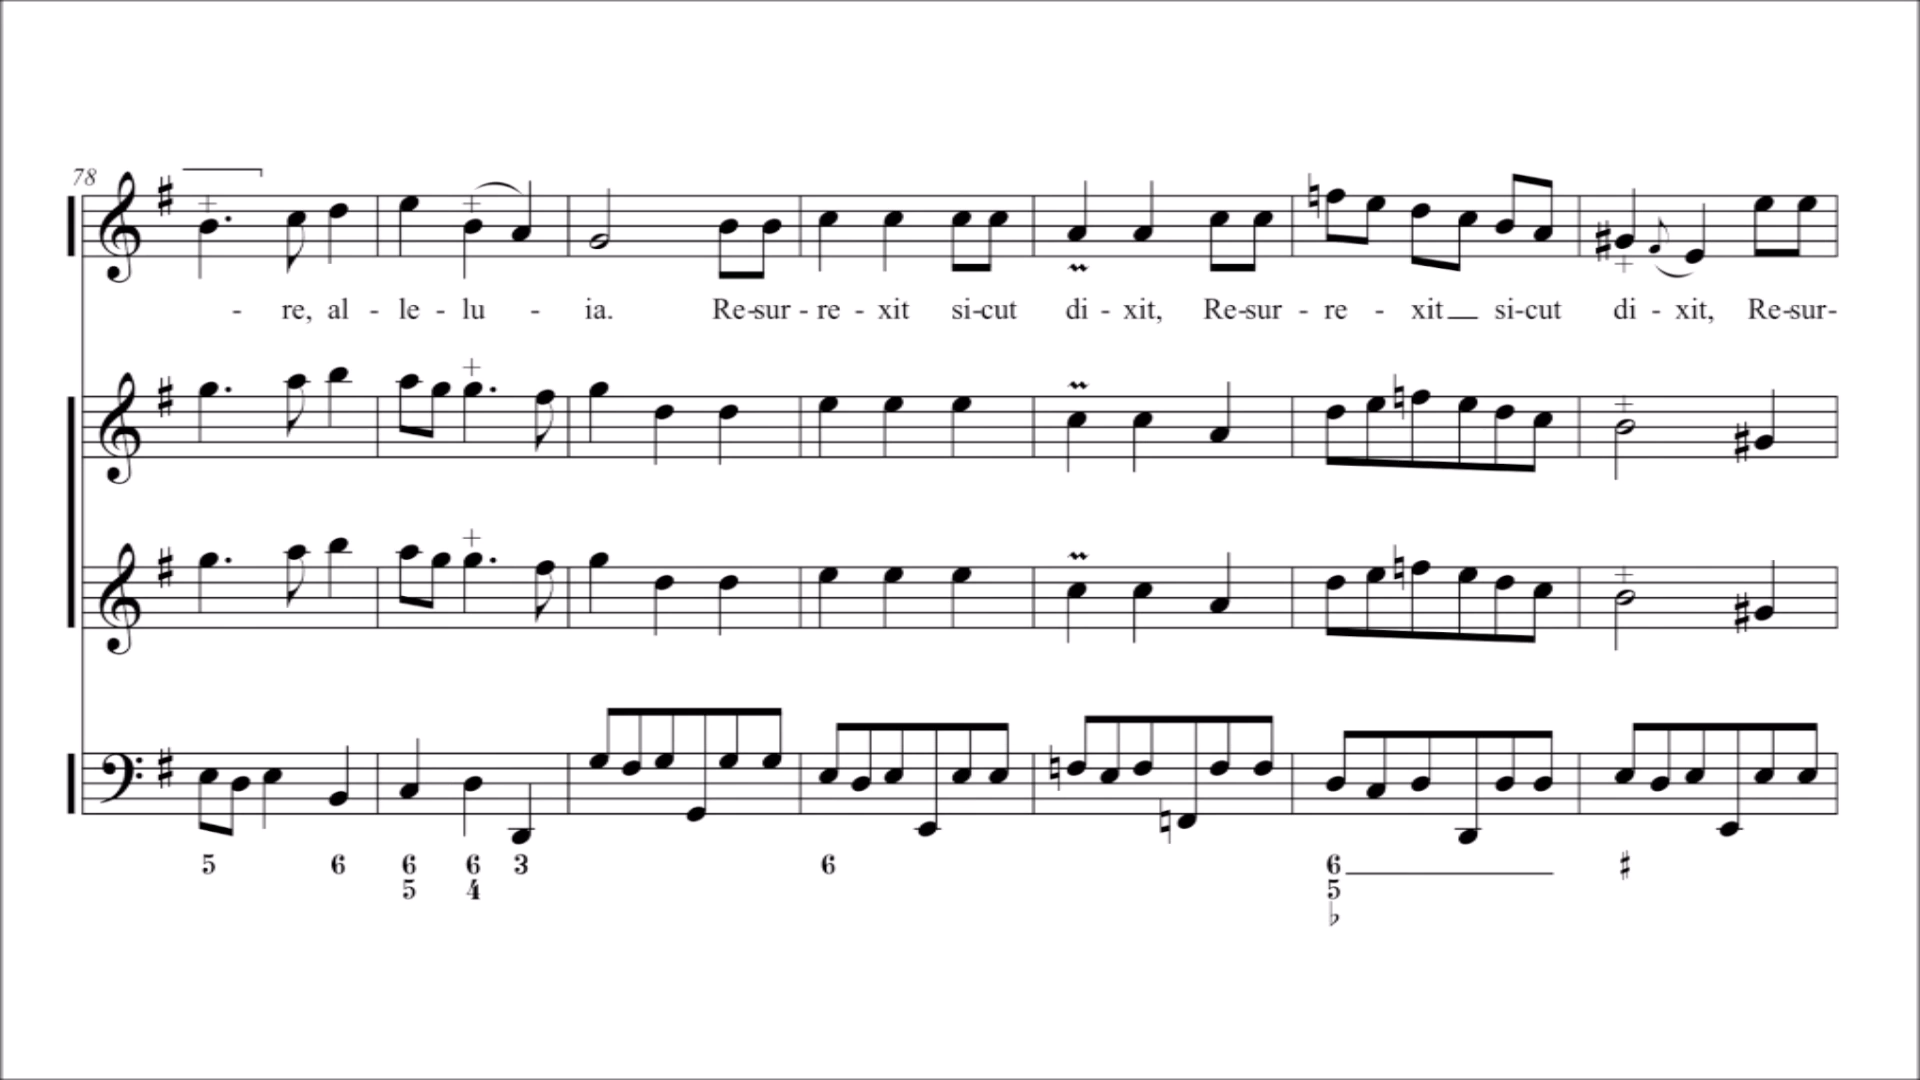 78
- re, al - le - lu - ia. Re-sur - re - xit si-cut di - xit, Re-sur - re - xit__ si-cut di - xit, Re-sur-
5 6 6 6 3 6 6 ♯
5 4 5
♭